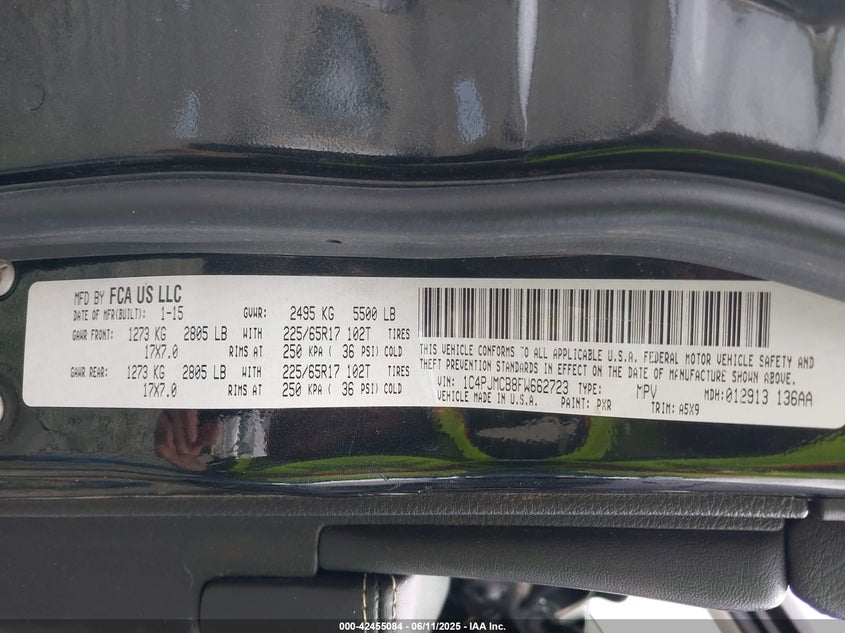 MFD BY FCA US LLC
DATE OF MFR(BUILT): 1-15 GVWR: 2495 KG 5500 LB
GAWR FRONT: 1273 KG 2805 LB WITH 225/65R17 102T TIRES
17X7.0 RIMS AT 250 KPA ( 36 PSI) COLD
GAWR REAR: 1273 KG 2805 LB WITH 225/65R17 102T TIRES
17X7.0 RIMS AT 250 KPA ( 36 PSI) COLD
THIS VEHICLE CONFORMS TO ALL APPLICABLE U.S.A. FEDERAL MOTOR VEHICLE SAFETY AND
THEFT PREVENTION STANDARDS IN EFFECT ON THE DATE OF MANUFACTURE SHOWN ABOVE.
VIN: 1C4PJMCB8FW662723 TYPE: MPV MDH:012913 136AA
VEHICLE MADE IN U.S.A. PAINT: PXR TRIM: A5X9
000-42455084 - 06/11/2025 - IAA Inc.